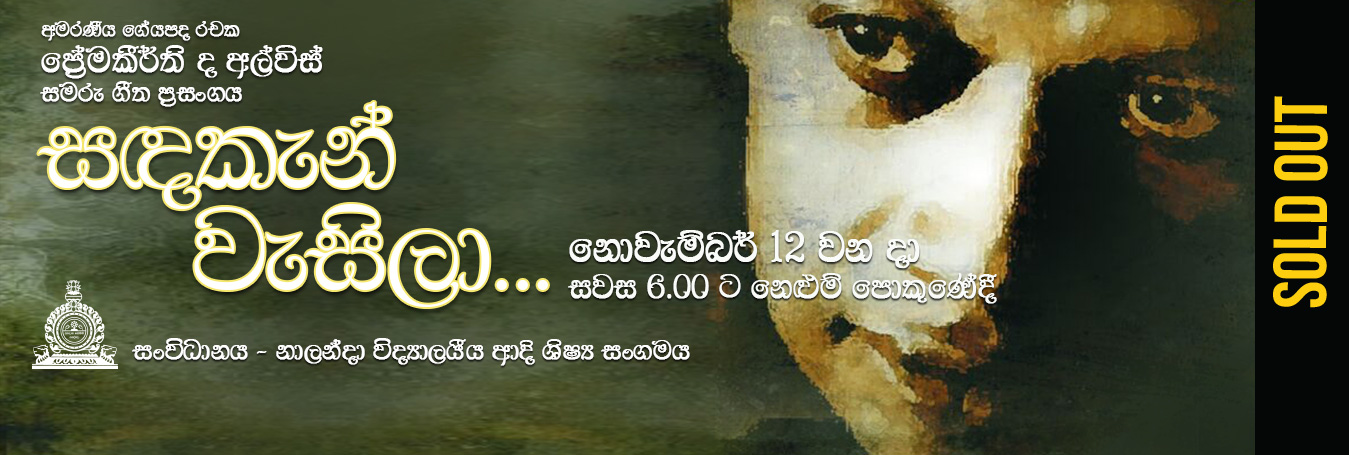 අමරණීය ගේයපද රචක
ප්‍රේමකීර්ති ද අල්විස්
සමරු ගීත ප්‍රසංගය
සඳකැන්
වැසිලා...
නොවැම්බර් 12 වන දා
සවස 6.00 ට නෙළුම් පොකුණේදී
සංවිධානය - නාලන්දා විද්‍යාලයීය ආදි ශිෂ්‍ය සංගමය
SOLD OUT